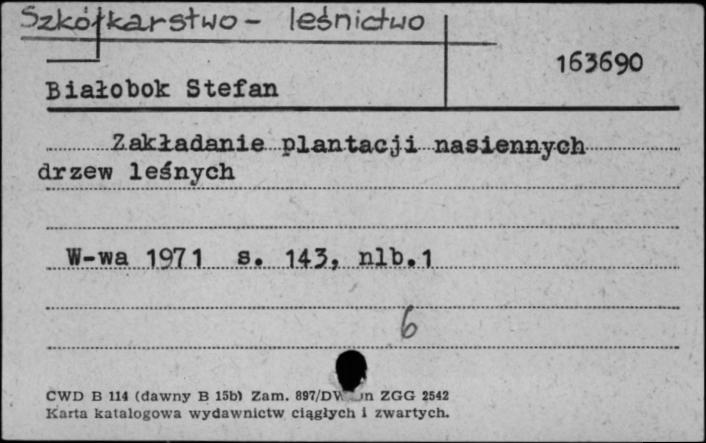 Szkółkarstwo - leśnictwo
163690
Białobok Stefan
Zakładanie plantacji nasiennych
drzew leśnych
W-wa 1971 s. 143, nlb.1
6
CWD B 114 (dawny B 15b) Zam. 897/DW ZGG 2542
Karta katalogowa wydawnictw ciągłych i zwartych.